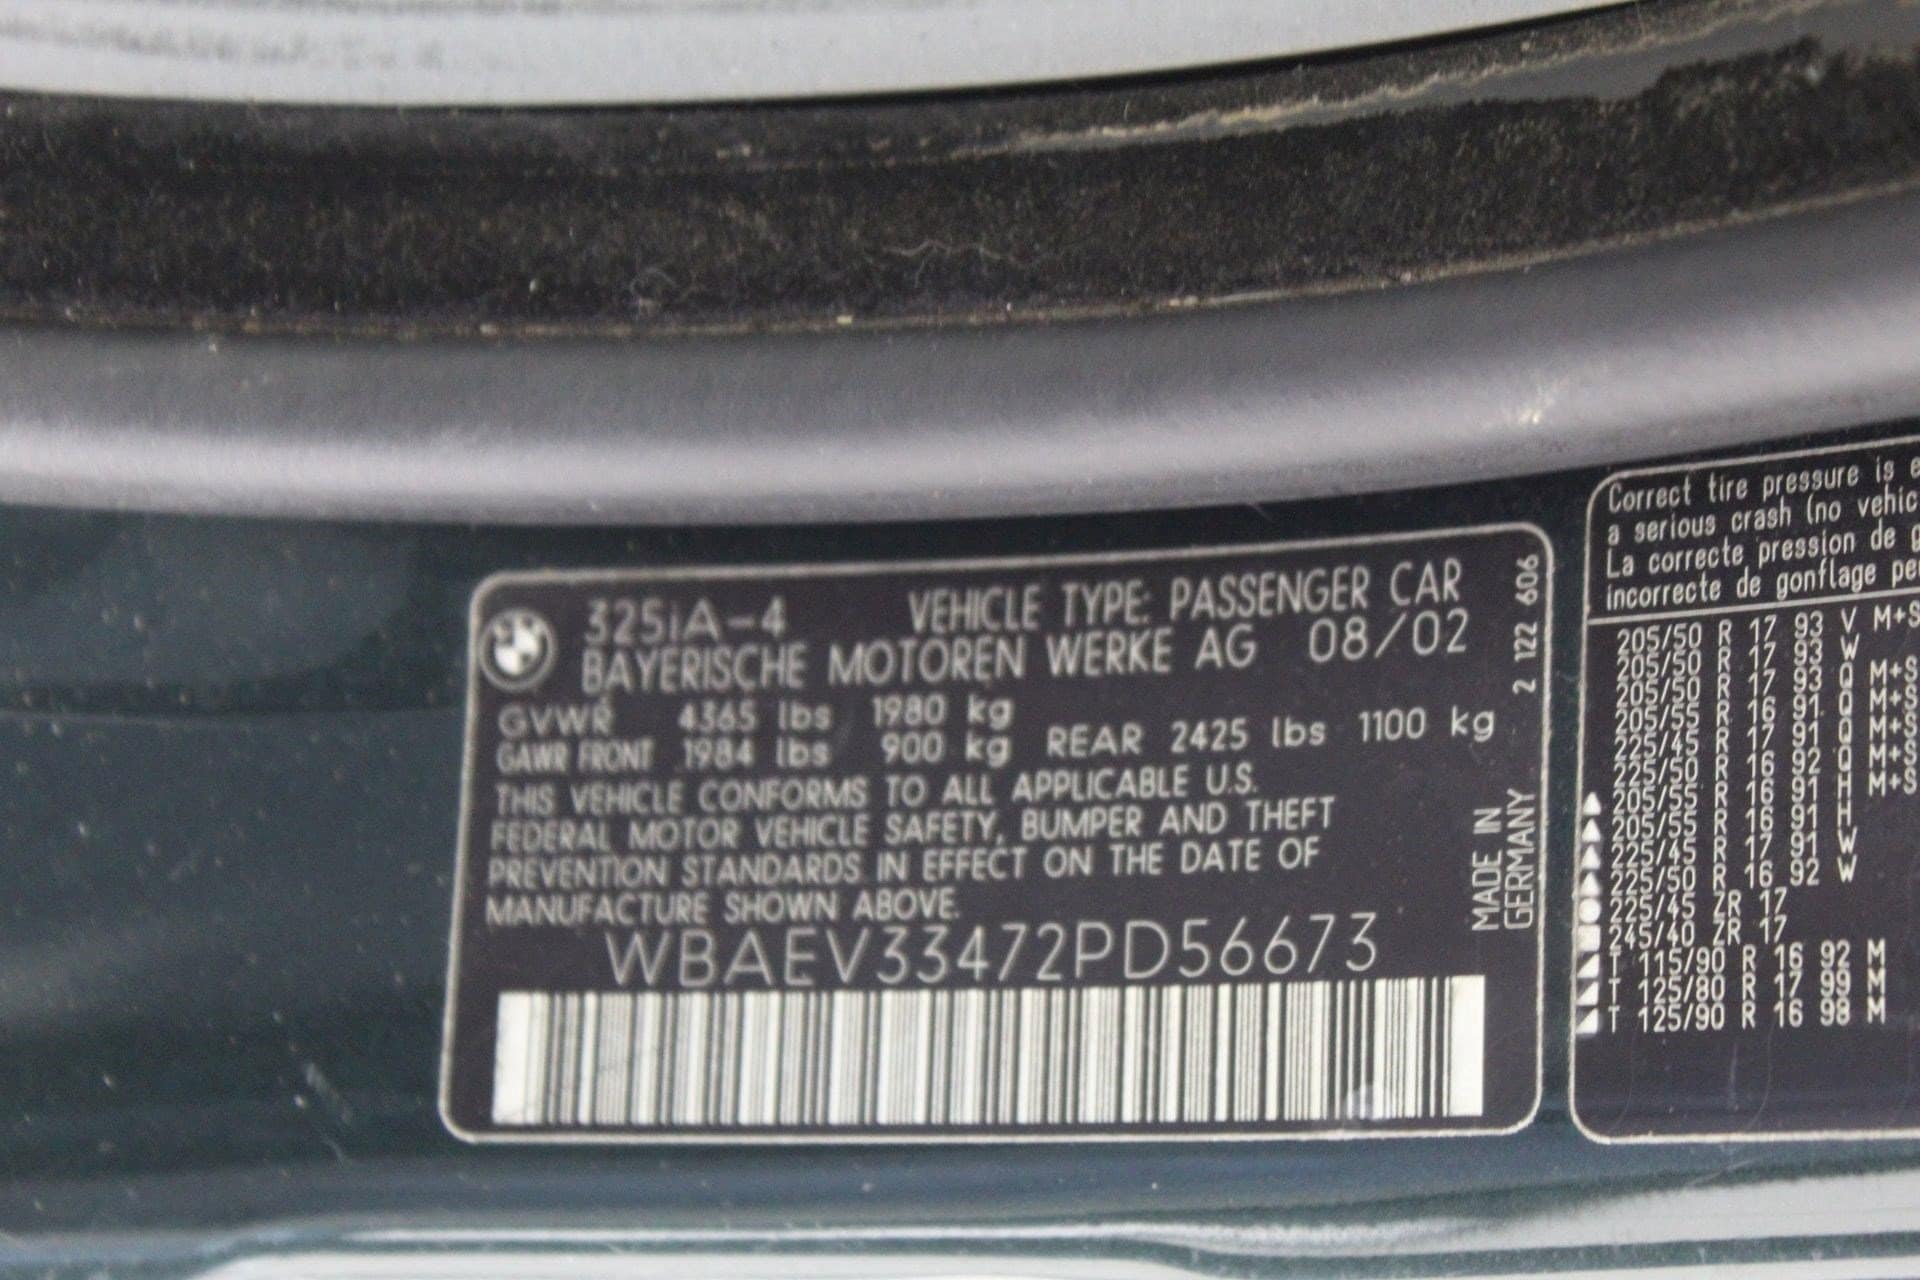 325iA-4 VEHICLE TYPE: PASSENGER CAR
BAYERISCHE MOTOREN WERKE AG 08/02
GVWR 4365 lbs 1980 kg
GAWR FRONT 1984 lbs 900 kg REAR 2425 lbs 1100 kg
THIS VEHICLE CONFORMS TO ALL APPLICABLE U.S.
FEDERAL MOTOR VEHICLE SAFETY, BUMPER AND THEFT
PREVENTION STANDARDS IN EFFECT ON THE DATE OF
MANUFACTURE SHOWN ABOVE.
WBAEV33472PD56673
2 122 606
MADE IN
GERMANY
Correct tire pressure is
a serious crash (no vehic
La correcte pression de g
incorrecte de gonflage pe
205/50 R 17 93 V M+S
205/50 R 17 93 W
205/50 R 17 93 Q M+S
205/55 R 16 91 Q M+S
225/45 R 17 91 Q M+S
225/50 R 16 92 Q M+S
205/55 R 16 91 H M+S
205/55 R 16 91 H
225/45 R 17 91 W
225/50 R 16 92 W
225/45 ZR 17
245/40 ZR 17
T 115/90 R 16 92 M
T 125/80 R 17 99 M
T 125/90 R 16 98 M